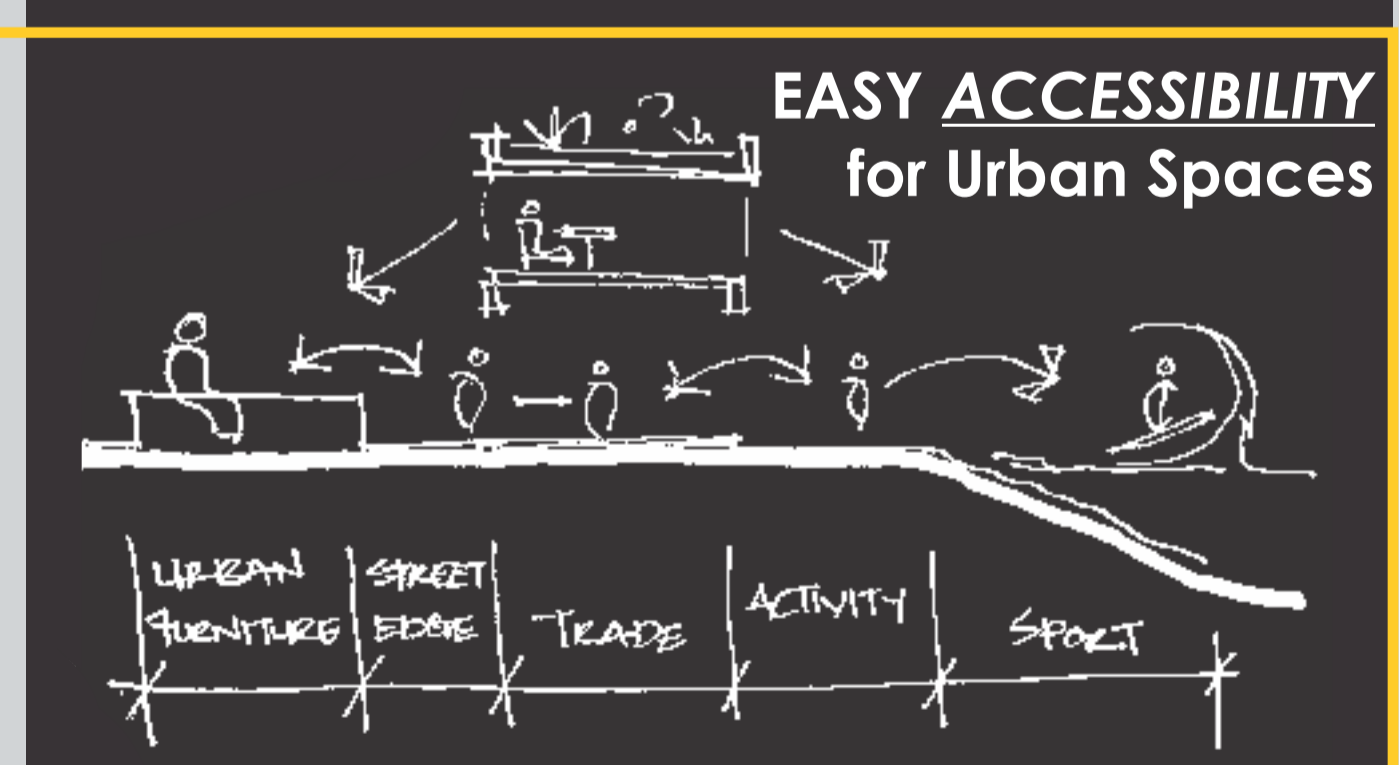 EASY ACCESSIBILITY
for Urban Spaces
URBAN
FURNITURE
STREET
EDGE
TRADE
ACTIVITY
SPORT